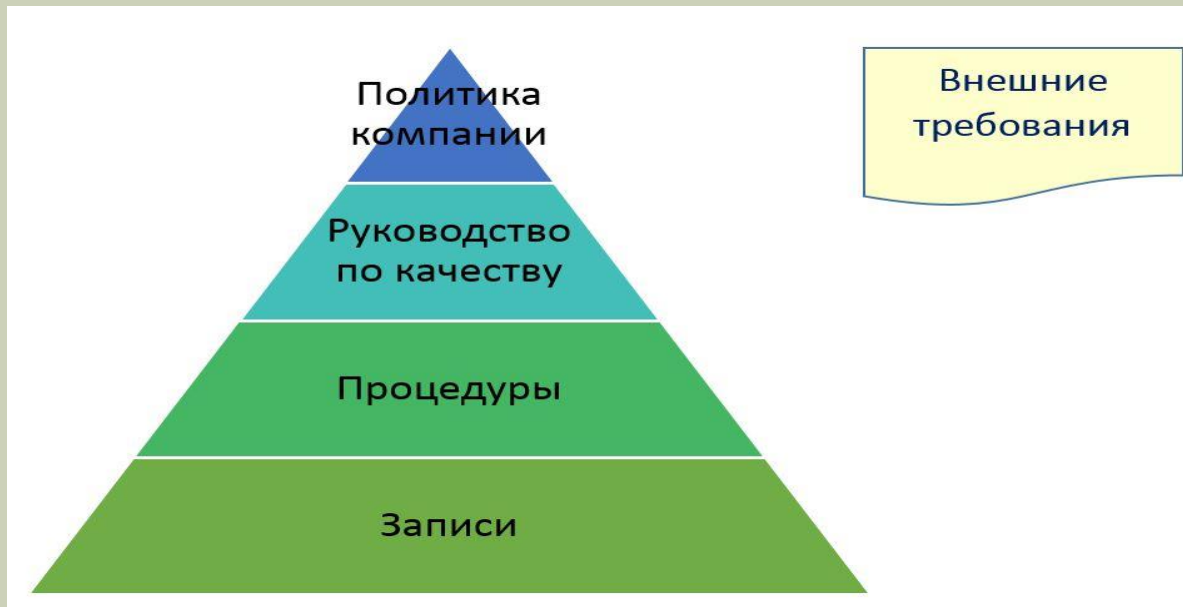 Политика
компании
Руководство
по качеству
Процедуры
Записи
Внешние
требования